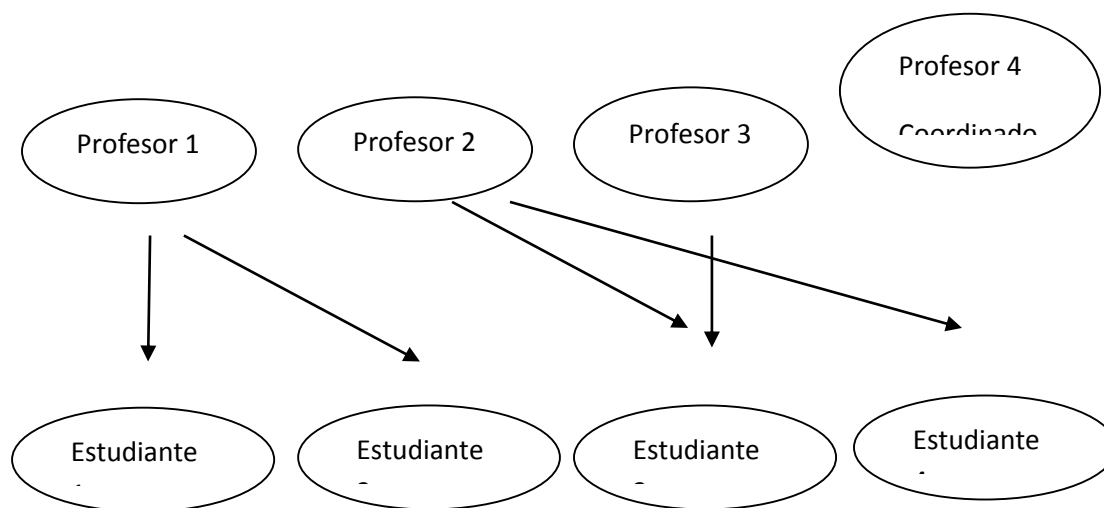 Profesor 4
Profesor 1
Profesor 2
Profesor 3
Coordinado
Estudiante
Estudiante
Estudiante
Estudiante